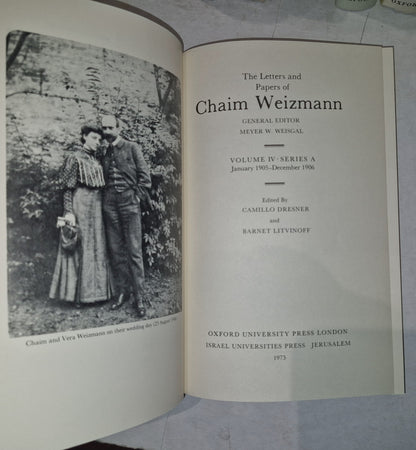 Chaim and Vera Weizmann on their wedding day (23 August 1906)
The Letters and
Papers of
Chaim Weizmann
GENERAL EDITOR
MEYER W. WEISGAL
VOLUME IV · SERIES A
January 1905–December 1906
Edited By
CAMILLO DRESNER
and
BARNET LITVINOFF
OXFORD UNIVERSITY PRESS LONDON
ISRAEL UNIVERSITIES PRESS JERUSALEM
1973